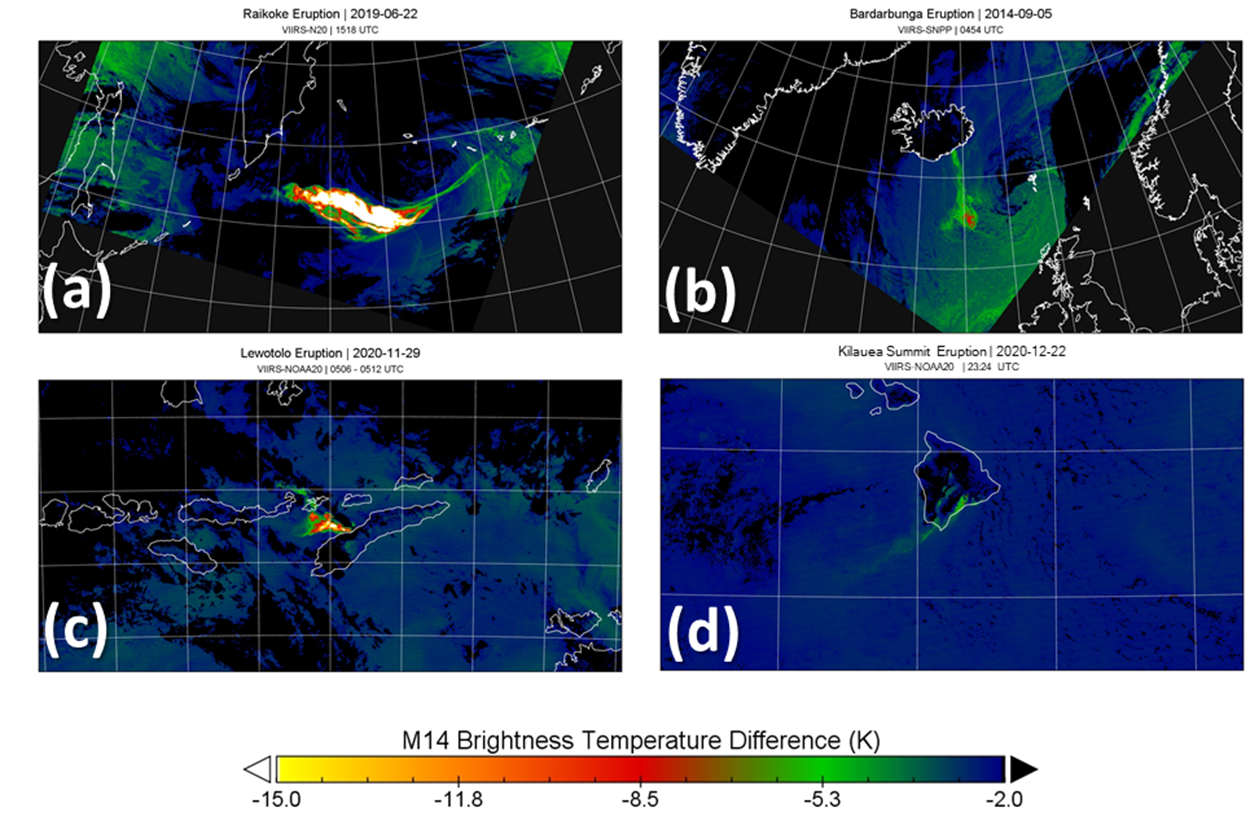 Raikoke Eruption | 2019-06-22
VIIRS-N20 | 1518 UTC
(a)
Bardarbunga Eruption | 2014-09-05
VIIRS-SNPP | 0454 UTC
(b)
Lewotolo Eruption | 2020-11-29
VIIRS-NOAA20 | 0506 - 0512 UTC
(c)
Kilauea Summit Eruption | 2020-12-22
VIIRS-NOAA20 | 23:24 UTC
(d)
M14 Brightness Temperature Difference (K)
-15.0 -11.8 -8.5 -5.3 -2.0